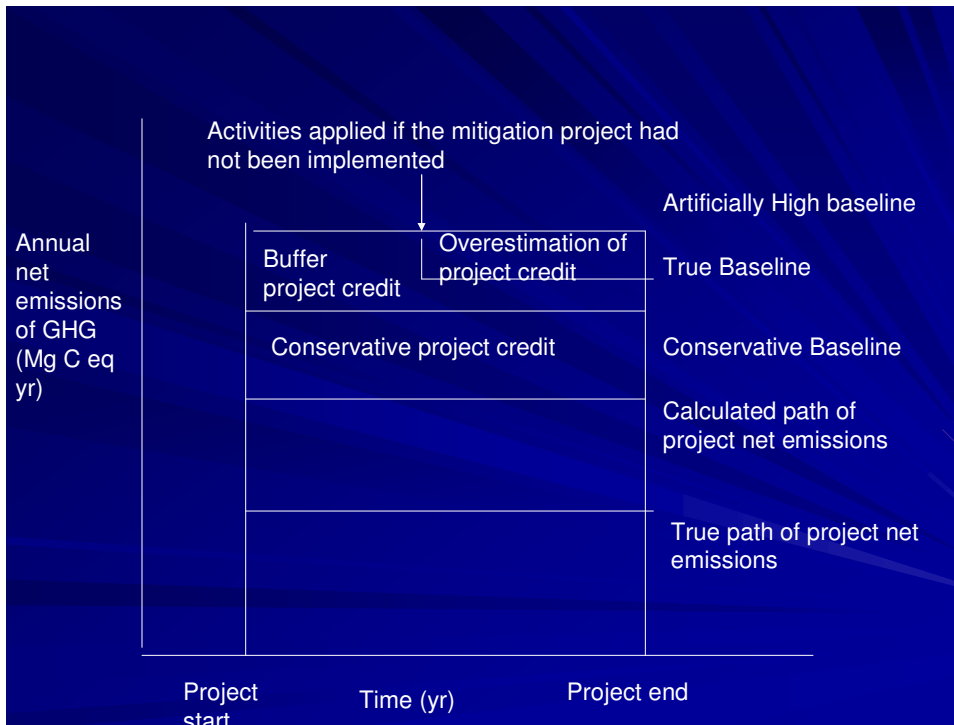 Activities applied if the mitigation project had
not been implemented
Artificially High baseline
Annual
net
emissions
of GHG
(Mg C eq
yr)
Buffer
project credit
Overestimation of
project credit
True Baseline
Conservative project credit
Conservative Baseline
Calculated path of
project net emissions
True path of project net
emissions
Project
start
Time (yr)
Project end